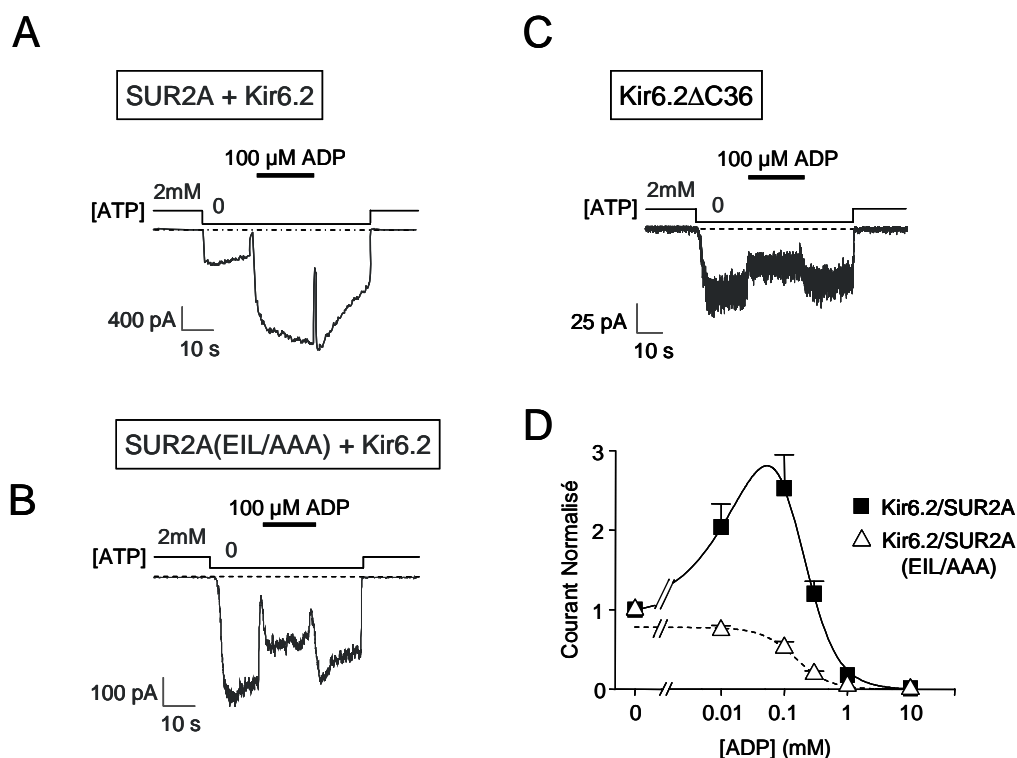 A
SUR2A + Kir6.2
100 µM ADP
2mM
0
[ATP]
400 pA
10 s
SUR2A(EIL/AAA) + Kir6.2
B
100 µM ADP
2mM
0
[ATP]
100 pA
10 s
C
Kir6.2ΔC36
100 µM ADP
2mM
0
[ATP]
25 pA
10 s
D
Courant Normalisé
3
2
1
0
0
0.01
0.1
1
10
[ADP] (mM)
Kir6.2/SUR2A
Kir6.2/SUR2A
(EIL/AAA)